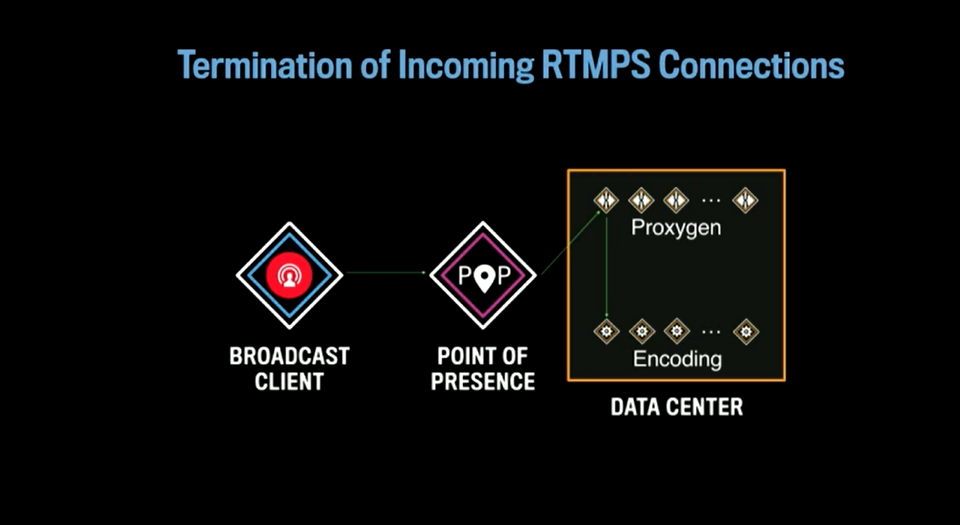 Termination of Incoming RTMPS Connections
Proxygen
P P
Encoding
BROADCAST
CLIENT
POINT OF
PRESENCE
DATA CENTER